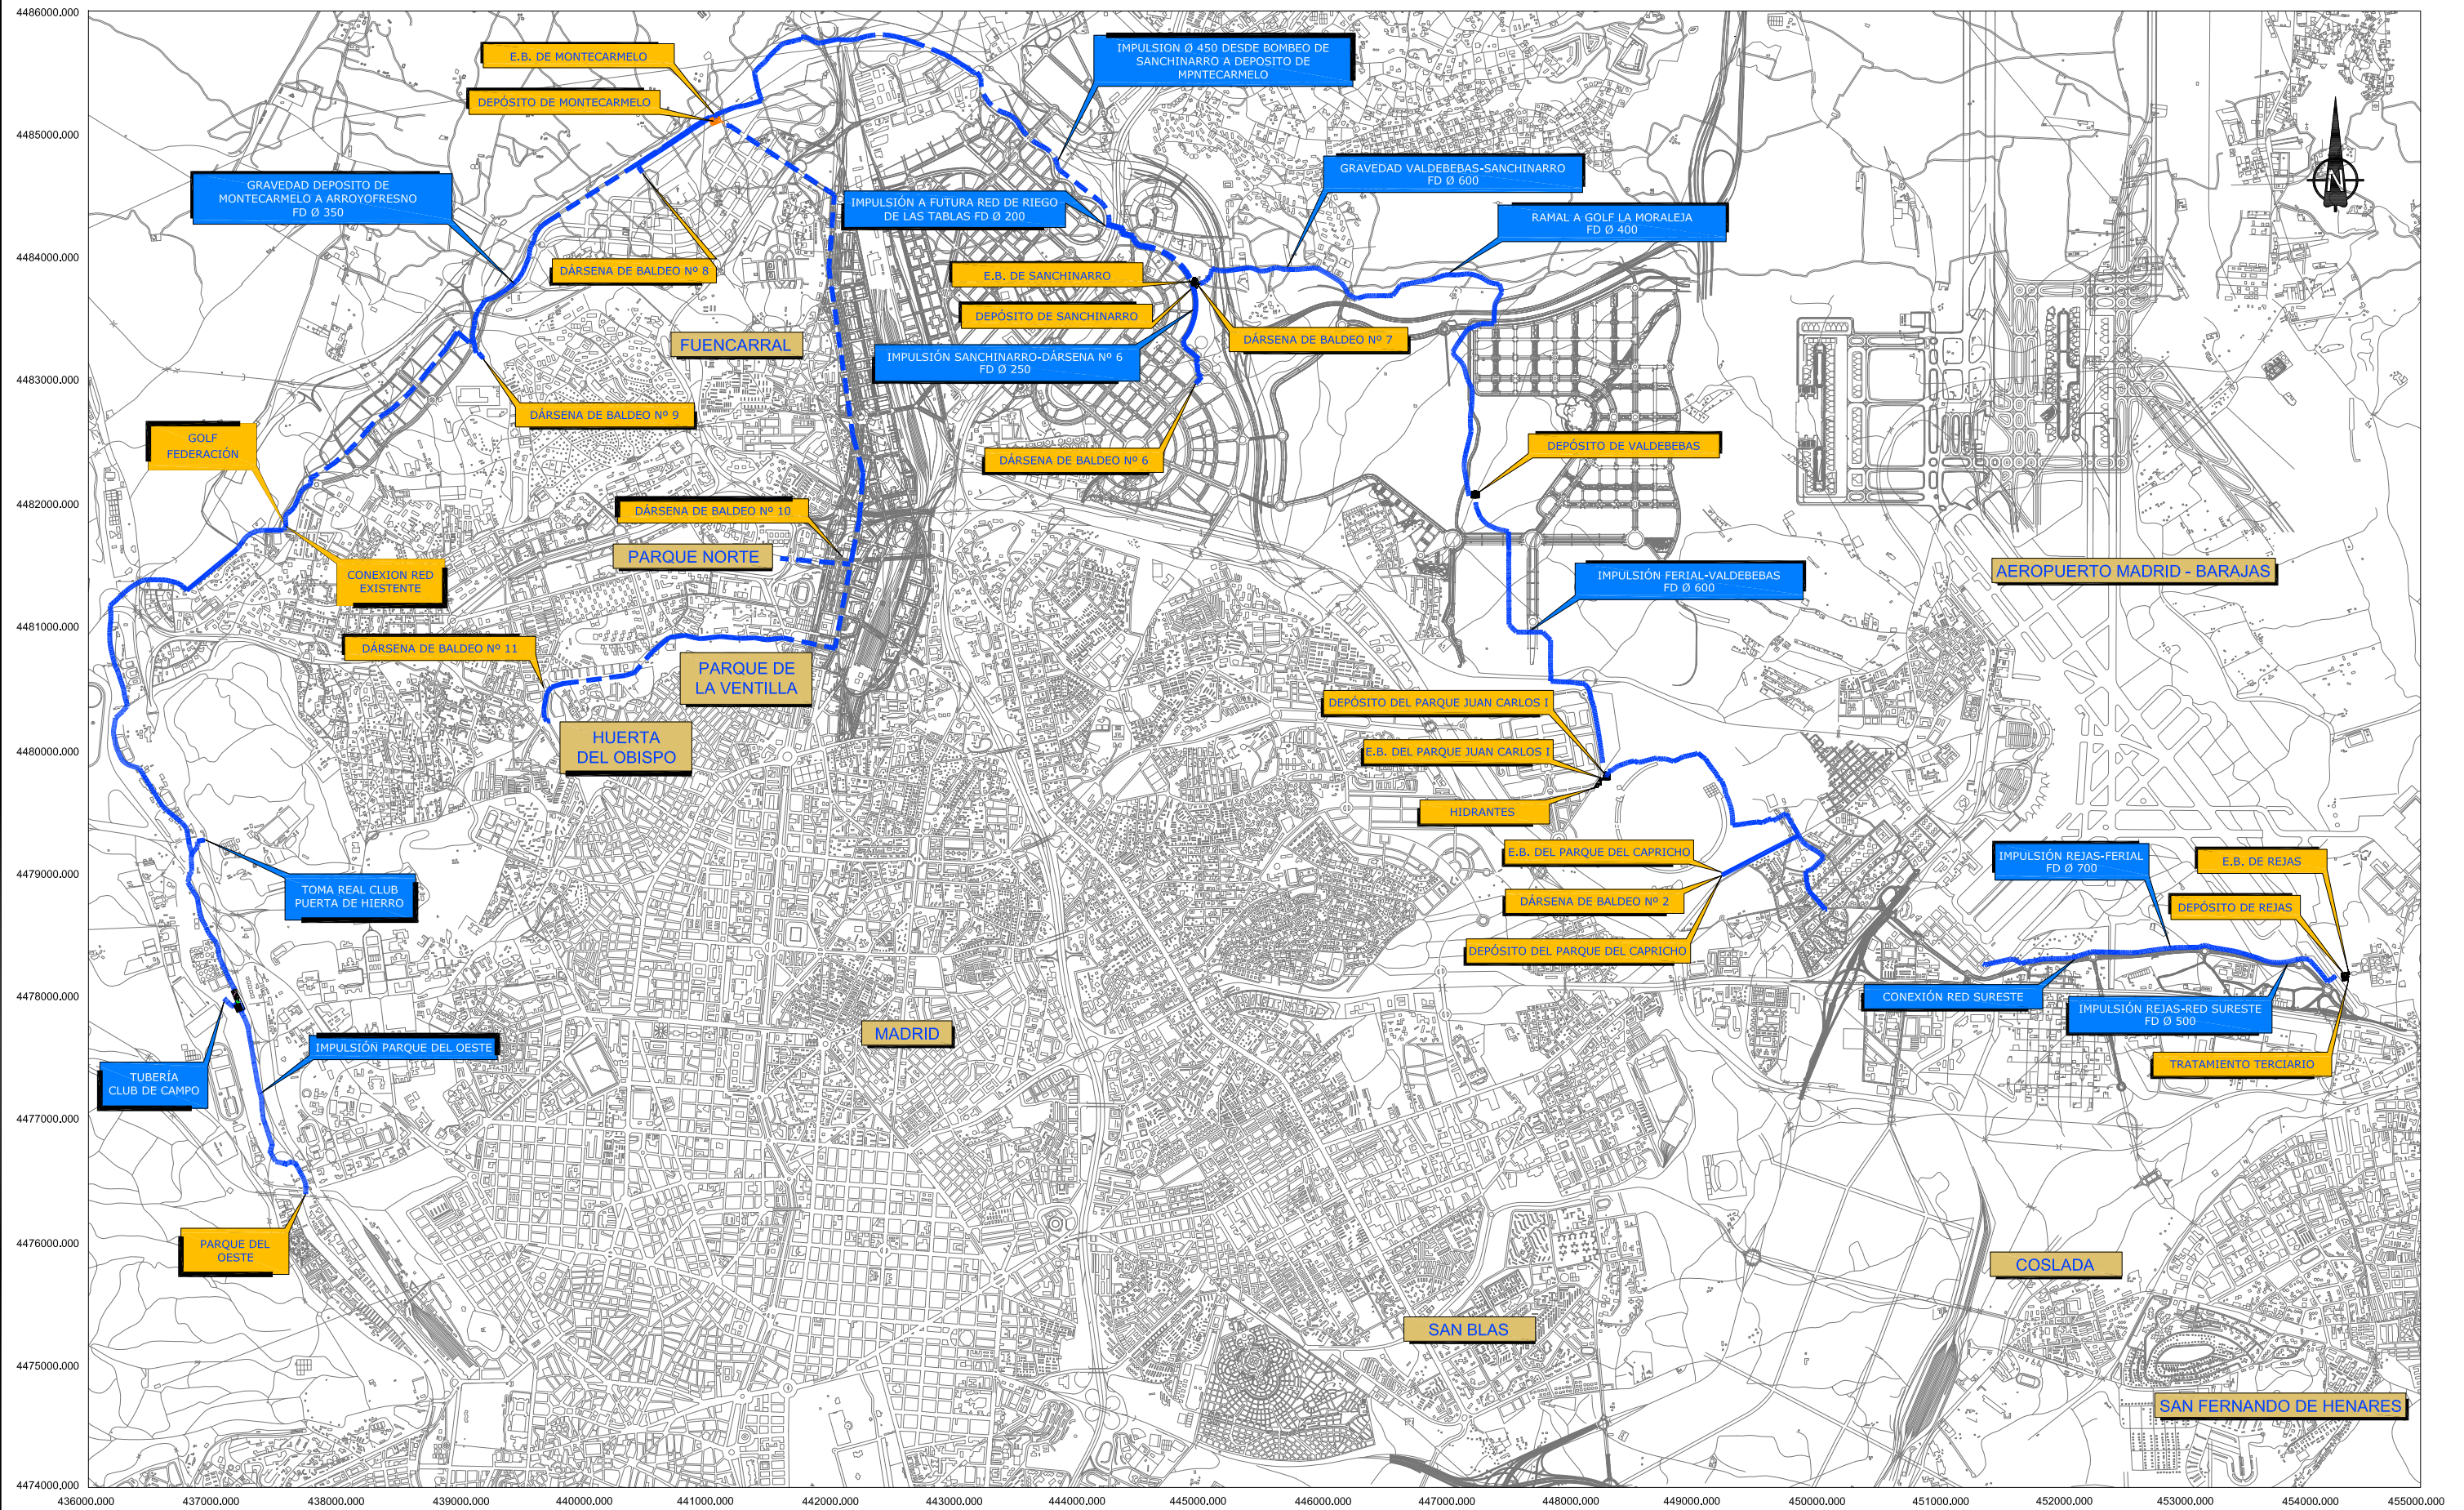 4486000.000
4485000.000
4484000.000
4483000.000
4482000.000
4481000.000
4480000.000
4479000.000
4478000.000
4477000.000
4476000.000
4475000.000
4474000.000
E.B. DE MONTECARMELO
DEPÓSITO DE MONTECARMELO
IMPULSION Ø 450 DESDE BOMBEO DE
SANCHINARRO A DEPOSITO DE
MPNTECARMELO
GRAVEDAD DEPOSITO DE
MONTECARMELO A ARROYOFRESNO
FD Ø 350
IMPULSIÓN A FUTURA RED DE RIEGO
DE LAS TABLAS FD Ø 200
GRAVEDAD VALDEBEBAS-SANCHINARRO
FD Ø 600
RAMAL A GOLF LA MORALEJA
FD Ø 400
N
DÁRSENA DE BALDEO Nº 8
E.B. DE SANCHINARRO
DEPÓSITO DE SANCHINARRO
DÁRSENA DE BALDEO Nº 7
FUENCARRAL
IMPULSIÓN SANCHINARRO-DÁRSENA Nº 6
FD Ø 250
DÁRSENA DE BALDEO Nº 9
GOLF
FEDERACIÓN
DÁRSENA DE BALDEO Nº 6
DEPÓSITO DE VALDEBEBAS
DÁRSENA DE BALDEO Nº 10
PARQUE NORTE
CONEXION RED
EXISTENTE
IMPULSIÓN FERIAL-VALDEBEBAS
FD Ø 600
AEROPUERTO MADRID - BARAJAS
DÁRSENA DE BALDEO Nº 11
PARQUE DE
LA VENTILLA
HUERTA
DEL OBISPO
DEPÓSITO DEL PARQUE JUAN CARLOS I
E.B. DEL PARQUE JUAN CARLOS I
HIDRANTES
E.B. DEL PARQUE DEL CAPRICHO
DÁRSENA DE BALDEO Nº 2
DEPÓSITO DEL PARQUE DEL CAPRICHO
IMPULSIÓN REJAS-FERIAL
FD Ø 700
E.B. DE REJAS
DEPÓSITO DE REJAS
TOMA REAL CLUB
PUERTA DE HIERRO
CONEXIÓN RED SURESTE
IMPULSIÓN REJAS-RED SURESTE
FD Ø 500
TRATAMIENTO TERCIARIO
MADRID
IMPULSIÓN PARQUE DEL OESTE
TUBERÍA
CLUB DE CAMPO
PARQUE DEL
OESTE
COSLADA
SAN BLAS
SAN FERNANDO DE HENARES
436000.000
437000.000
438000.000
439000.000
440000.000
441000.000
442000.000
443000.000
444000.000
445000.000
446000.000
447000.000
448000.000
449000.000
450000.000
451000.000
452000.000
453000.000
454000.000
455000.000